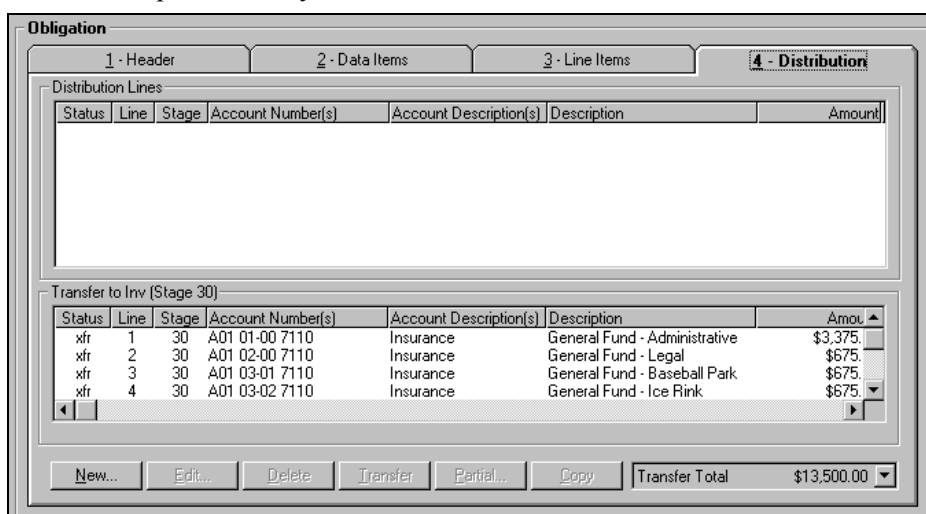 Obligation
1 - Header 2 - Data Items 3 - Line Items 4 - Distribution
Distribution Lines
Status Line Stage Account Number(s) Account Description(s) Description Amount
Transfer to Inv (Stage 30)
Status Line Stage Account Number(s) Account Description(s) Description Amou
xfr 1 30 A01 01-00 7110 Insurance General Fund - Administrative $3,375.
xfr 2 30 A01 02-00 7110 Insurance General Fund - Legal $675.
xfr 3 30 A01 03-01 7110 Insurance General Fund - Baseball Park $675.
xfr 4 30 A01 03-02 7110 Insurance General Fund - Ice Rink $675.
New... Edit... Delete Transfer Partial... Copy Transfer Total $13,500.00